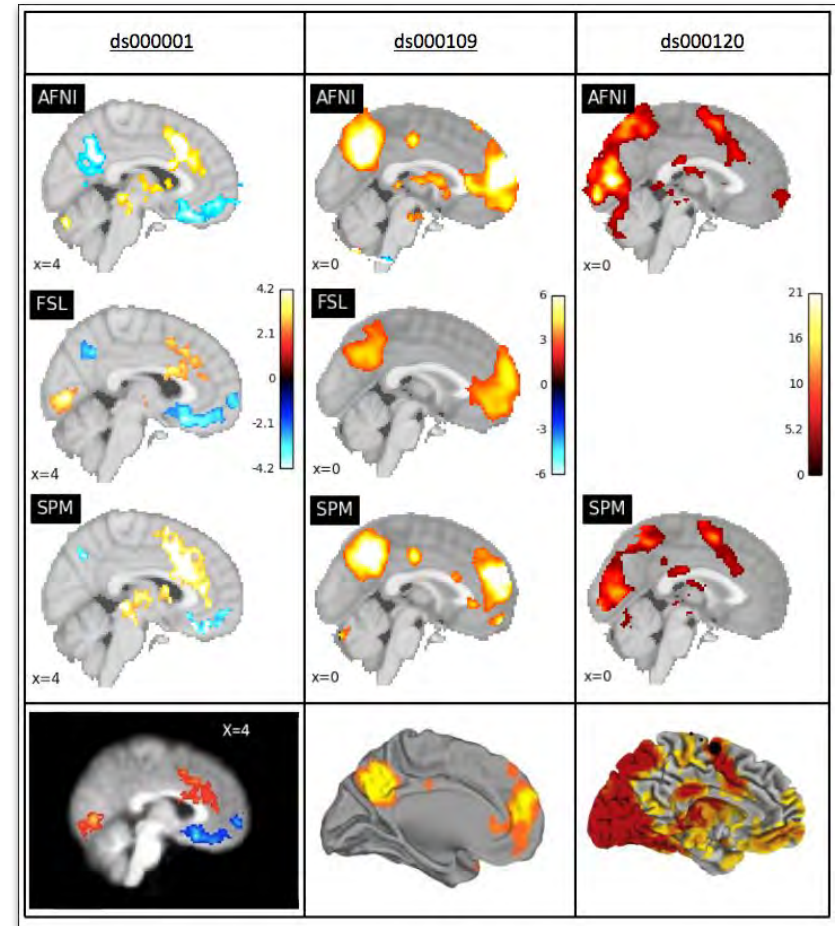 ds000001
ds000109
ds000120
AFNI
AFNI
AFNI
x=4
x=0
x=0
FSL
4.2
2.1
0
-2.1
-4.2
x=4
FSL
6
3
0
-3
-6
x=0
21
16
10
5.2
0
SPM
SPM
SPM
x=4
x=0
x=0
X=4